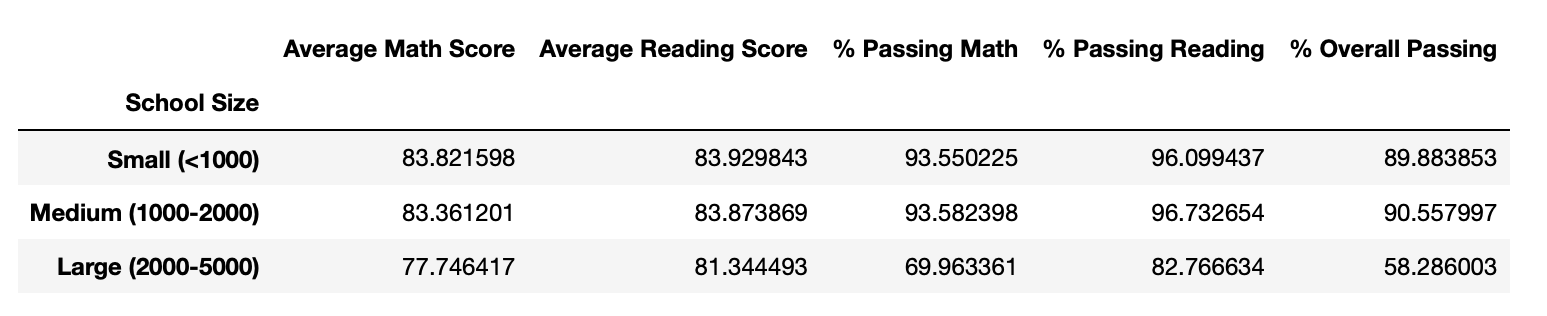 Average Math Score Average Reading Score % Passing Math % Passing Reading % Overall Passing
School Size
Small (<1000) 83.821598 83.929843 93.550225 96.099437 89.883853
Medium (1000-2000) 83.361201 83.873869 93.582398 96.732654 90.557997
Large (2000-5000) 77.746417 81.344493 69.963361 82.766634 58.286003